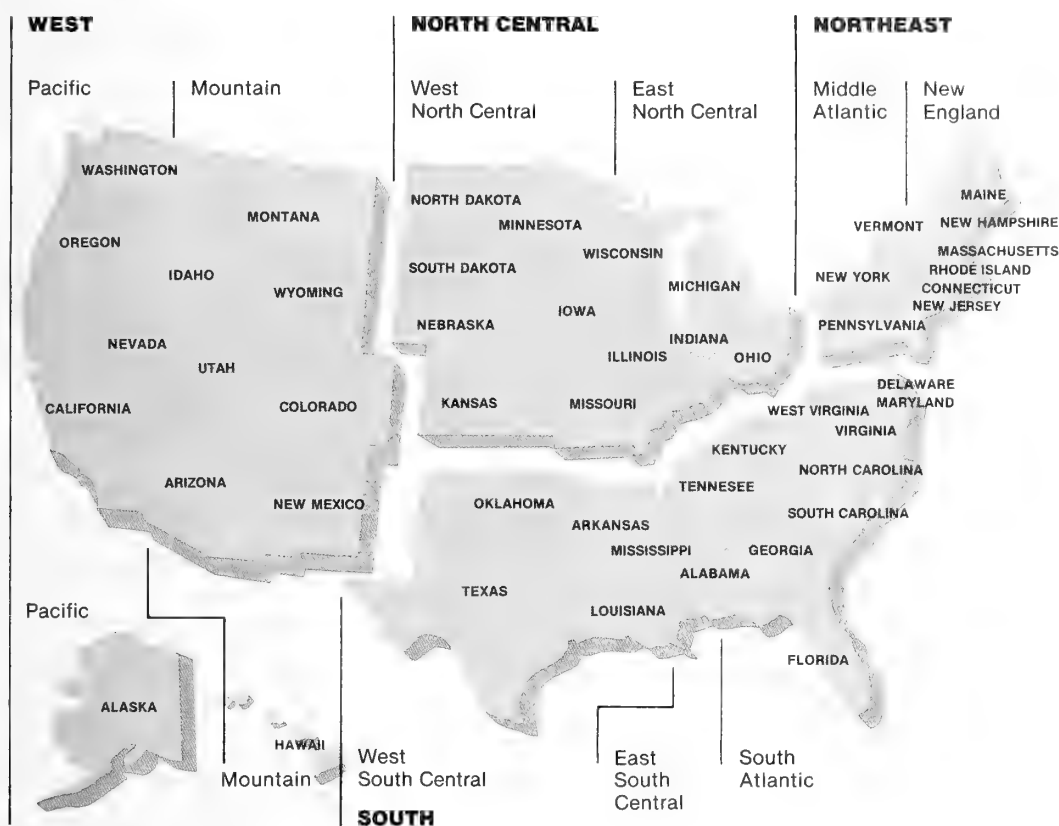 WEST
NORTH CENTRAL
NORTHEAST
Pacific
Mountain
West
North Central
East
North Central
Middle
Atlantic
New
England
WASHINGTON
MONTANA
OREGON
IDAHO
WYOMING
NEVADA
UTAH
CALIFORNIA
COLORADO
ARIZONA
NEW MEXICO
NORTH DAKOTA
MINNESOTA
WISCONSIN
SOUTH DAKOTA
MICHIGAN
IOWA
NEBRASKA
INDIANA
ILLINOIS
OHIO
KANSAS
MISSOURI
MAINE
VERMONT
NEW HAMPSHIRE
MASSACHUSETTS
NEW YORK
RHODE ISLAND
CONNECTICUT
NEW JERSEY
PENNSYLVANIA
DELAWARE
WEST VIRGINIA
MARYLAND
VIRGINIA
KENTUCKY
NORTH CAROLINA
TENNESEE
OKLAHOMA
SOUTH CAROLINA
ARKANSAS
MISSISSIPPI
GEORGIA
ALABAMA
TEXAS
LOUISIANA
FLORIDA
Pacific
ALASKA
HAWAII
Mountain
West
South Central
East
South
Central
South
Atlantic
SOUTH